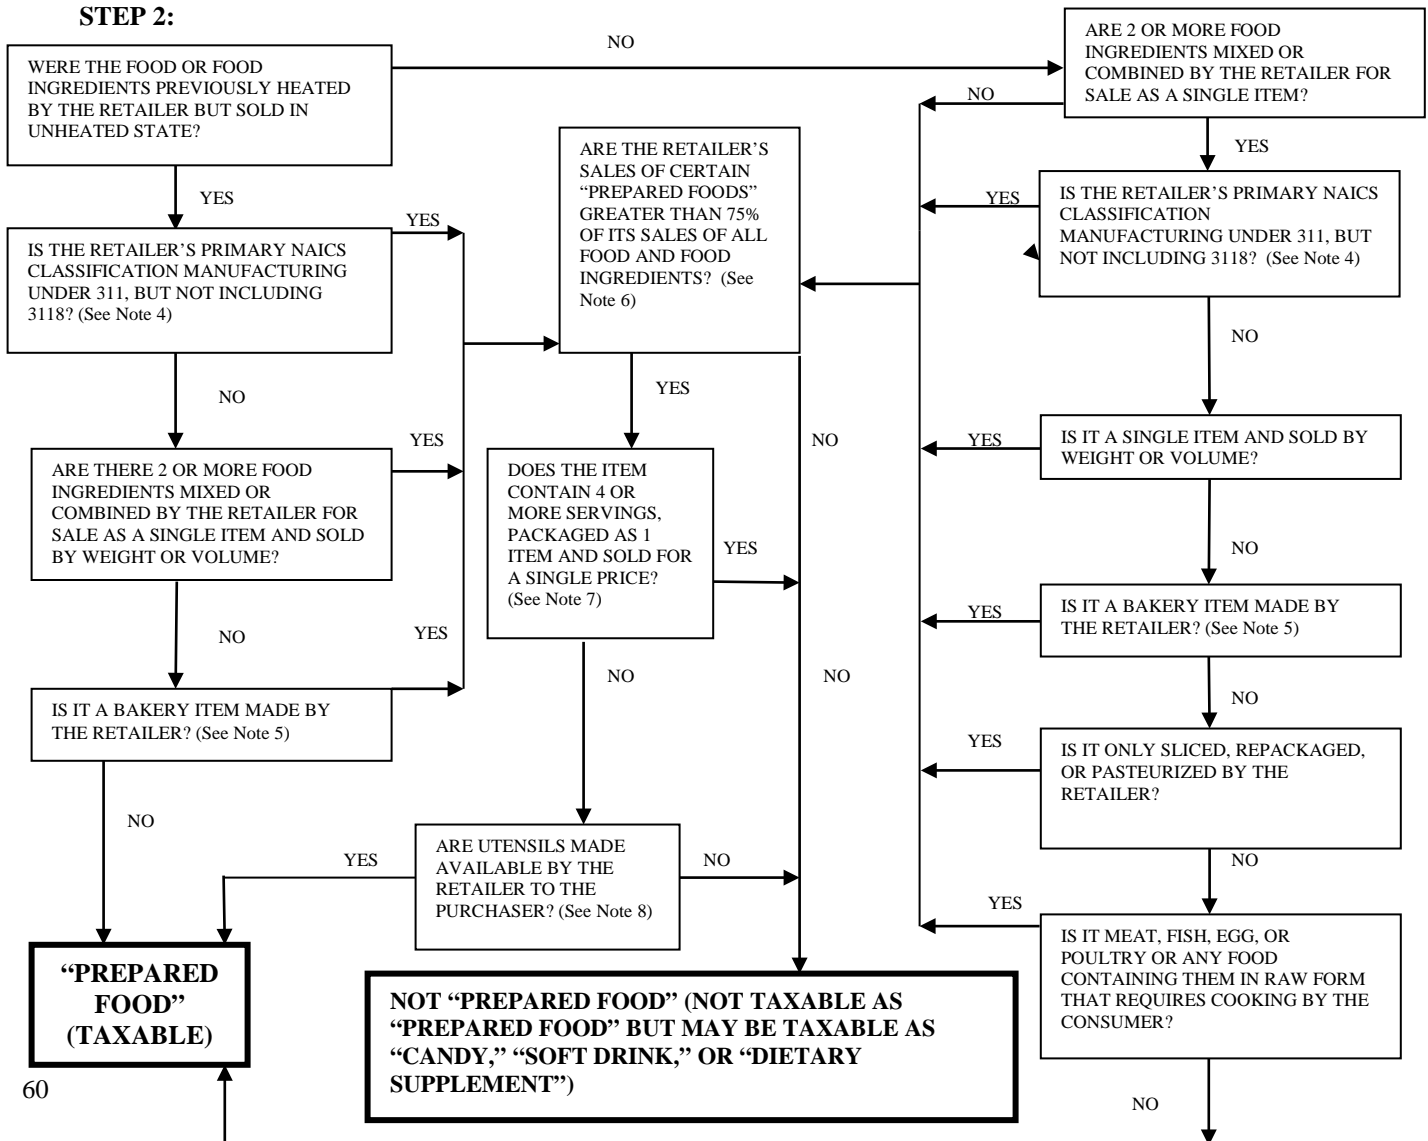 STEP 2:
NO
WERE THE FOOD OR FOOD
INGREDIENTS PREVIOUSLY HEATED
BY THE RETAILER BUT SOLD IN
UNHEATED STATE?
ARE 2 OR MORE FOOD
INGREDIENTS MIXED OR
COMBINED BY THE RETAILER FOR
SALE AS A SINGLE ITEM?
NO
YES
YES
IS THE RETAILER'S PRIMARY NAICS
CLASSIFICATION MANUFACTURING
UNDER 311, BUT NOT INCLUDING
3118? (See Note 4)
YES
ARE THE RETAILER'S
SALES OF CERTAIN
“PREPARED FOODS”
GREATER THAN 75%
OF ITS SALES OF ALL
FOOD AND FOOD
INGREDIENTS? (See
Note 6)
YES
IS THE RETAILER'S PRIMARY NAICS
CLASSIFICATION
MANUFACTURING UNDER 311, BUT
NOT INCLUDING 3118? (See Note 4)
NO
NO
YES
NO
YES
ARE THERE 2 OR MORE FOOD
INGREDIENTS MIXED OR
COMBINED BY THE RETAILER FOR
SALE AS A SINGLE ITEM AND SOLD
BY WEIGHT OR VOLUME?
DOES THE ITEM
CONTAIN 4 OR
MORE SERVINGS,
PACKAGED AS 1
ITEM AND SOLD FOR
A SINGLE PRICE?
(See Note 7)
YES
YES
IS IT A SINGLE ITEM AND SOLD BY
WEIGHT OR VOLUME?
NO
NO
YES
YES
IS IT A BAKERY ITEM MADE BY
THE RETAILER? (See Note 5)
NO
NO
NO
IS IT A BAKERY ITEM MADE BY
THE RETAILER? (See Note 5)
YES
IS IT ONLY SLICED, REPACKAGED,
OR PASTEURIZED BY THE
RETAILER?
NO
NO
YES
ARE UTENSILS MADE
AVAILABLE BY THE
RETAILER TO THE
PURCHASER? (See Note 8)
NO
YES
IS IT MEAT, FISH, EGG, OR
POULTRY OR ANY FOOD
CONTAINING THEM IN RAW FORM
THAT REQUIRES COOKING BY THE
CONSUMER?
“PREPARED
FOOD”
(TAXABLE)
NOT “PREPARED FOOD” (NOT TAXABLE AS
“PREPARED FOOD” BUT MAY BE TAXABLE AS
“CANDY,” “SOFT DRINK,” OR “DIETARY
SUPPLEMENT”)
60
NO